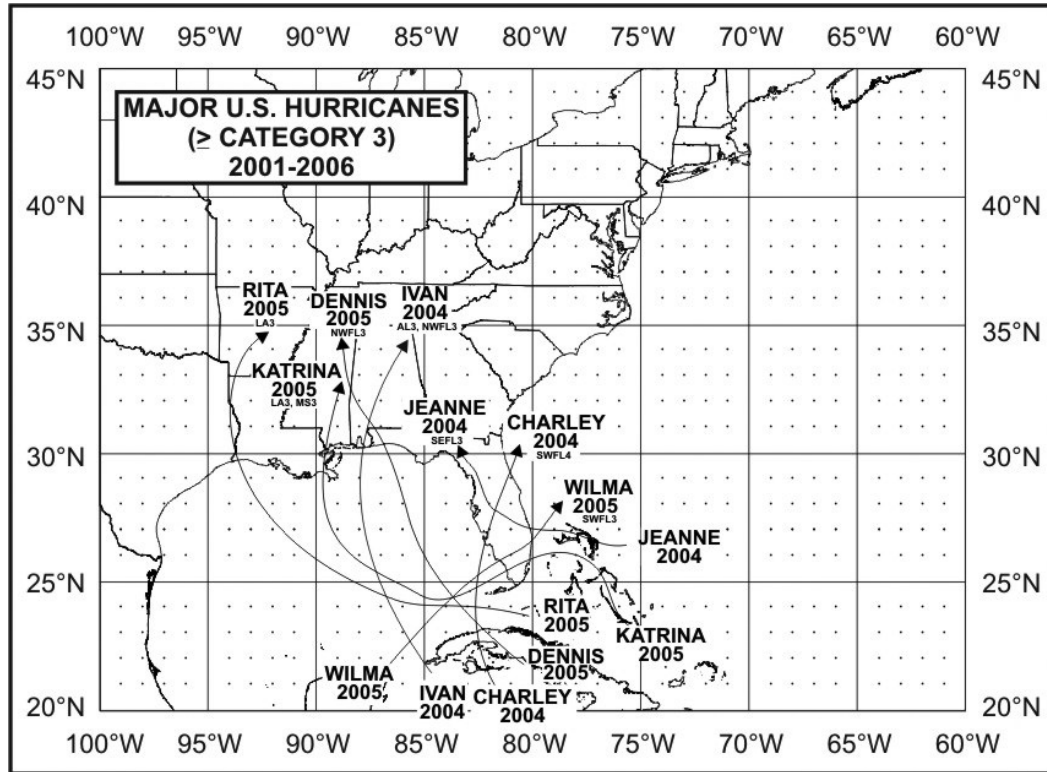 100°W 95°W 90°W 85°W 80°W 75°W 70°W 65°W 60°W
45°N 45°N
MAJOR U.S. HURRICANES
(≥ CATEGORY 3)
2001-2006
40°N 40°N
RITA
2005
LA3
DENNIS
2005
NWFL3
IVAN
2004
AL3, NWFL3
35°N 35°N
KATRINA
2005
LA3, MS3
JEANNE
2004
SEFL3
CHARLEY
2004
SWFL4
30°N 30°N
WILMA
2005
SWFL3
JEANNE
2004
25°N 25°N
RITA
2005
KATRINA
2005
DENNIS
2005
WILMA
2005
IVAN
2004
CHARLEY
2004
20°N 20°N
100°W 95°W 90°W 85°W 80°W 75°W 70°W 65°W 60°W